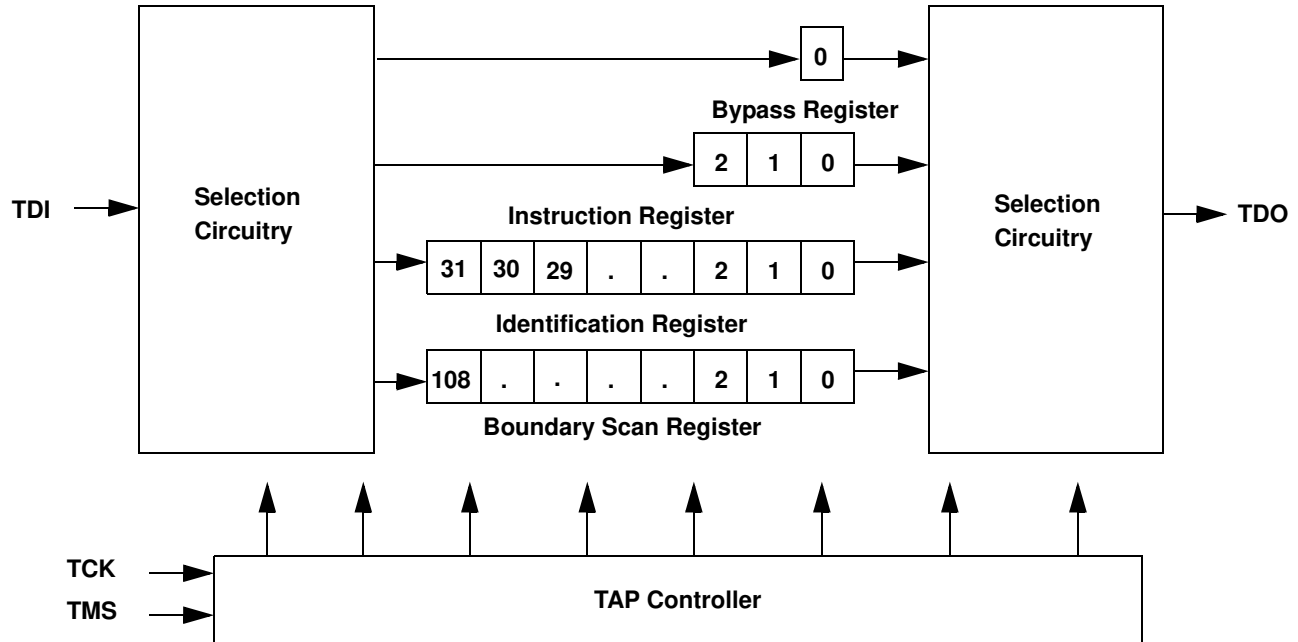 0
Bypass Register
2 1 0
Selection
Circuitry
Selection
Circuitry
TDI
TDO
Instruction Register
31 30 29 . . 2 1 0
Identification Register
108 . . . . 2 1 0
Boundary Scan Register
TCK
TMS
TAP Controller